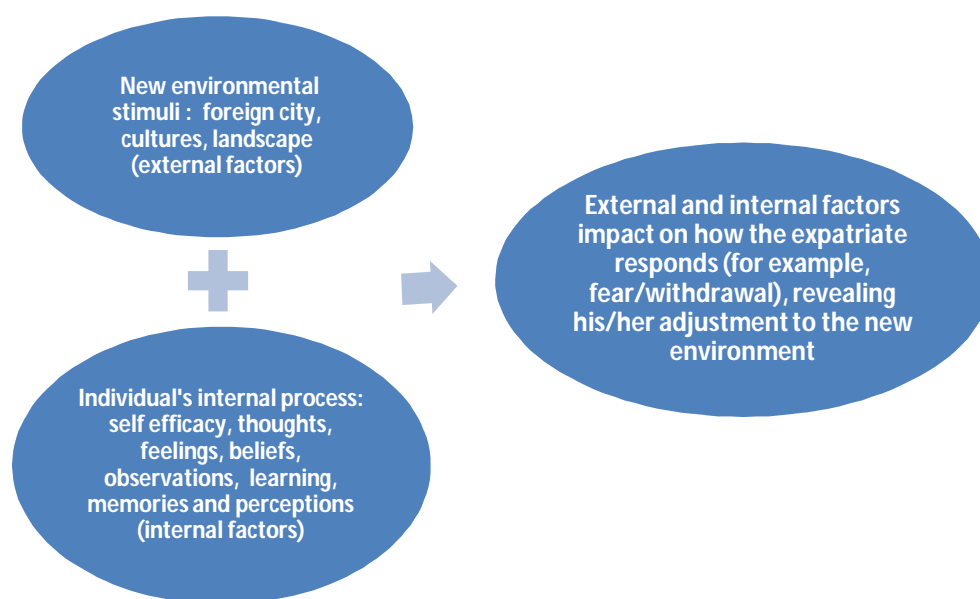 New environmental
stimuli : foreign city,
cultures, landscape
(external factors)
Individual's internal process:
self efficacy, thoughts,
feelings, beliefs,
observations, learning,
memories and perceptions
(internal factors)
External and internal factors
impact on how the expatriate
responds (for example,
fear/withdrawal), revealing
his/her adjustment to the new
environment